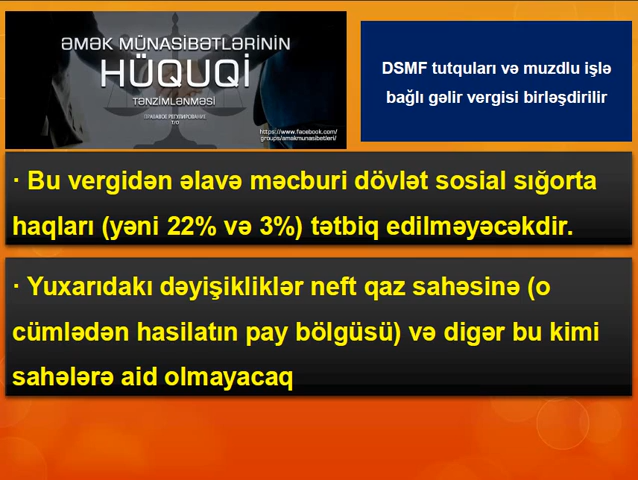 ƏMƏK MÜNASİBƏTLƏRİNİN
HÜQUQİ
TƏNZİMLƏNMƏSİ
https://www.facebook.com/
groups/amakmunasibetleri/
DSMF tutquları və muzdlu işlə
bağlı gəlir vergisi birləşdirilir
· Bu vergidən əlavə məcburi dövlət sosial sığorta
haqları (yəni 22% və 3%) tətbiq edilməyəcəkdir.
· Yuxarıdakı dəyişikliklər neft qaz sahəsinə (o
cümlədən hasilatın pay bölgüsü) və digər bu kimi
sahələrə aid olmayacaq